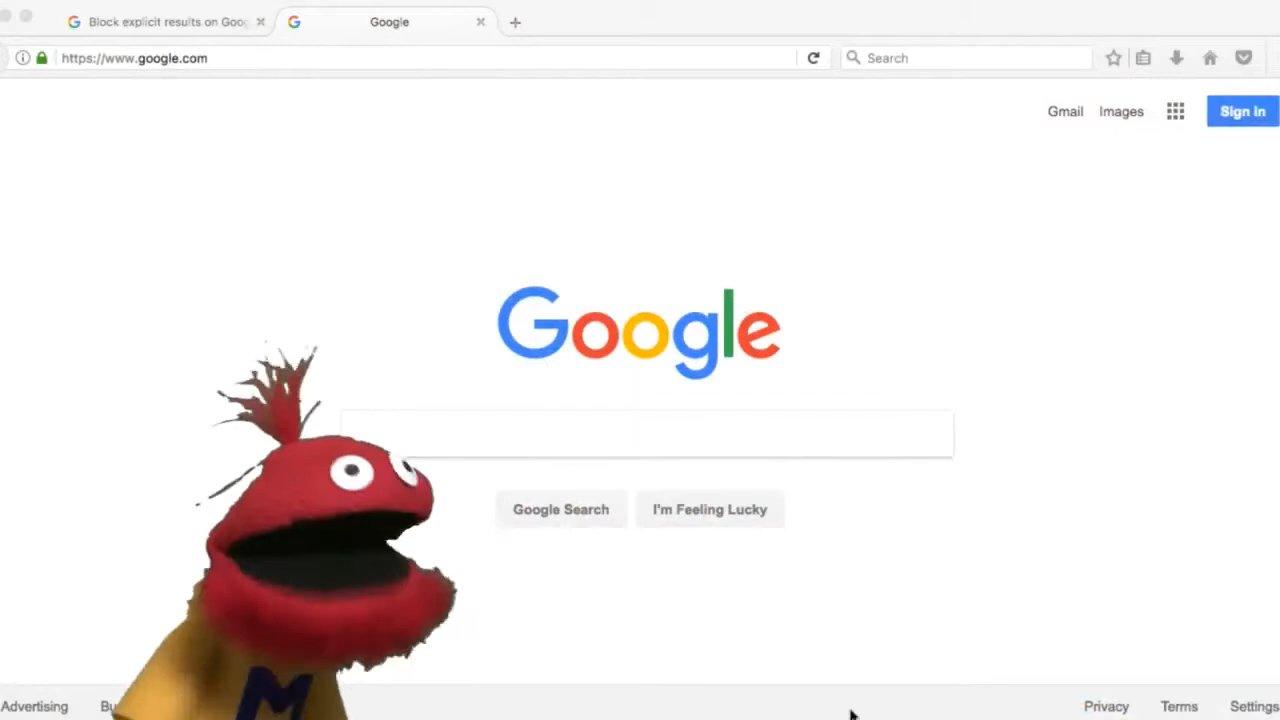 Block explicit results on Goog
Google
https://www.google.com
Search
Gmail
Images
Sign in
Google
Google Search
I'm Feeling Lucky
M
Advertising
Bu
Privacy
Terms
Settings